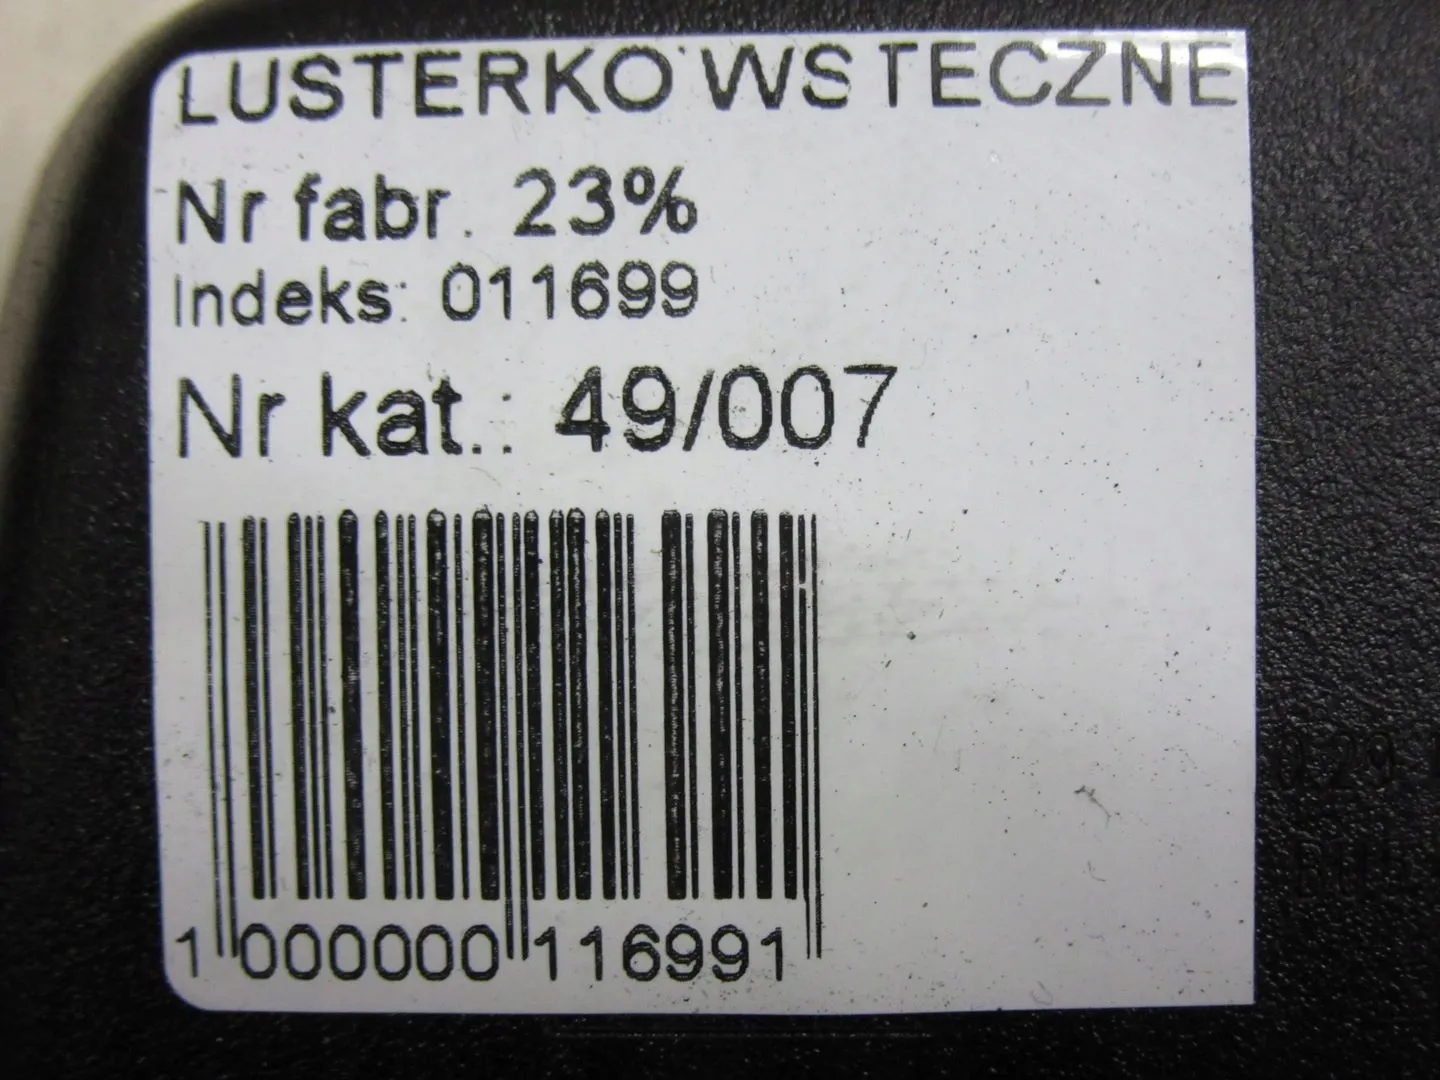 LUSTERKO WSTECZNE
Nr fabr. 23%
Indeks: 011699
Nr kat.: 49/007
1 000000 116991